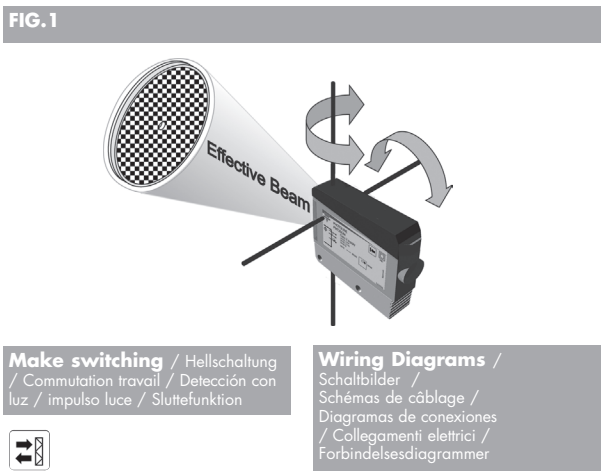 FIG.1
Effective Beam
Make switching / Hellschaltung
/ Commutation travail / Detección con
luz / impulso luce / Sluttefunktion
Wiring Diagrams /
Schaltbilder /
Schémas de câblage /
Diagramas de conexiones
/ Collegamenti elettrici /
Forbindelsesdiagrammer